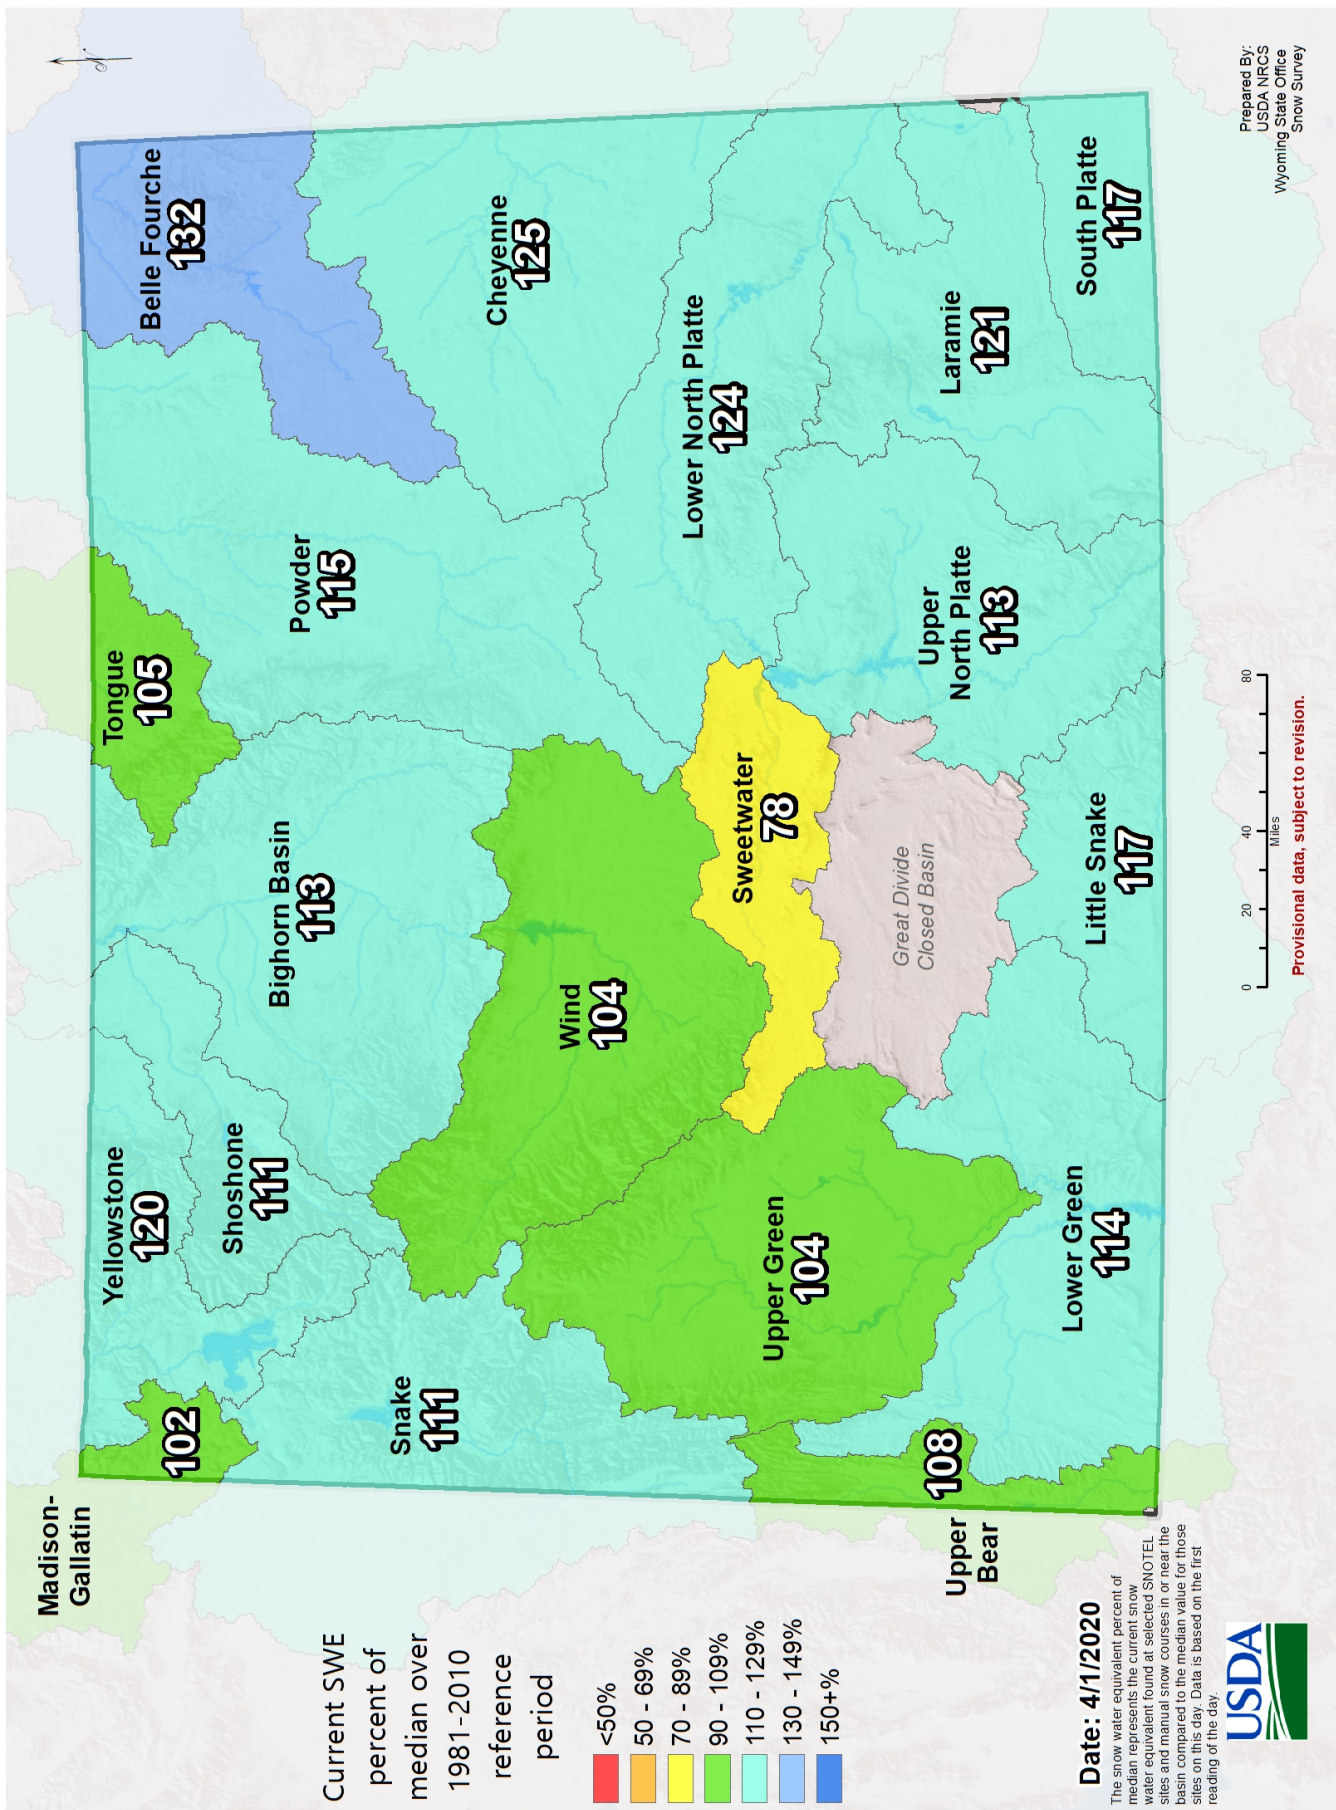 Madison-
Gallatin
102
Yellowstone
120
Shoshone
111
Tongue
105
Belle Fourche
132
Bighorn Basin
113
Powder
115
Snake
111
Cheyenne
125
Wind
104
Lower North Platte
124
Upper Green
104
Sweetwater
78
Great Divide
Closed Basin
Upper
North Platte
113
Laramie
121
Upper
Bear
108
Lower Green
114
Little Snake
117
South Platte
117
Current SWE
percent of
median over
1981-2010
reference
period
<50%
50 - 69%
70 - 89%
90 - 109%
110 - 129%
130 - 149%
150+%
Date: 4/1/2020
The snow water equivalent percent of
median represents the current snow
water equivalent found at selected SNOTEL
sites and manual snow courses in or near the
basin compared to the median value for those
sites on this day. Data is based on the first
reading of the day.
USDA
0 20 40 80
Miles
Provisional data, subject to revision.
Prepared By:
USDA NRCS
Wyoming State Office
Snow Survey